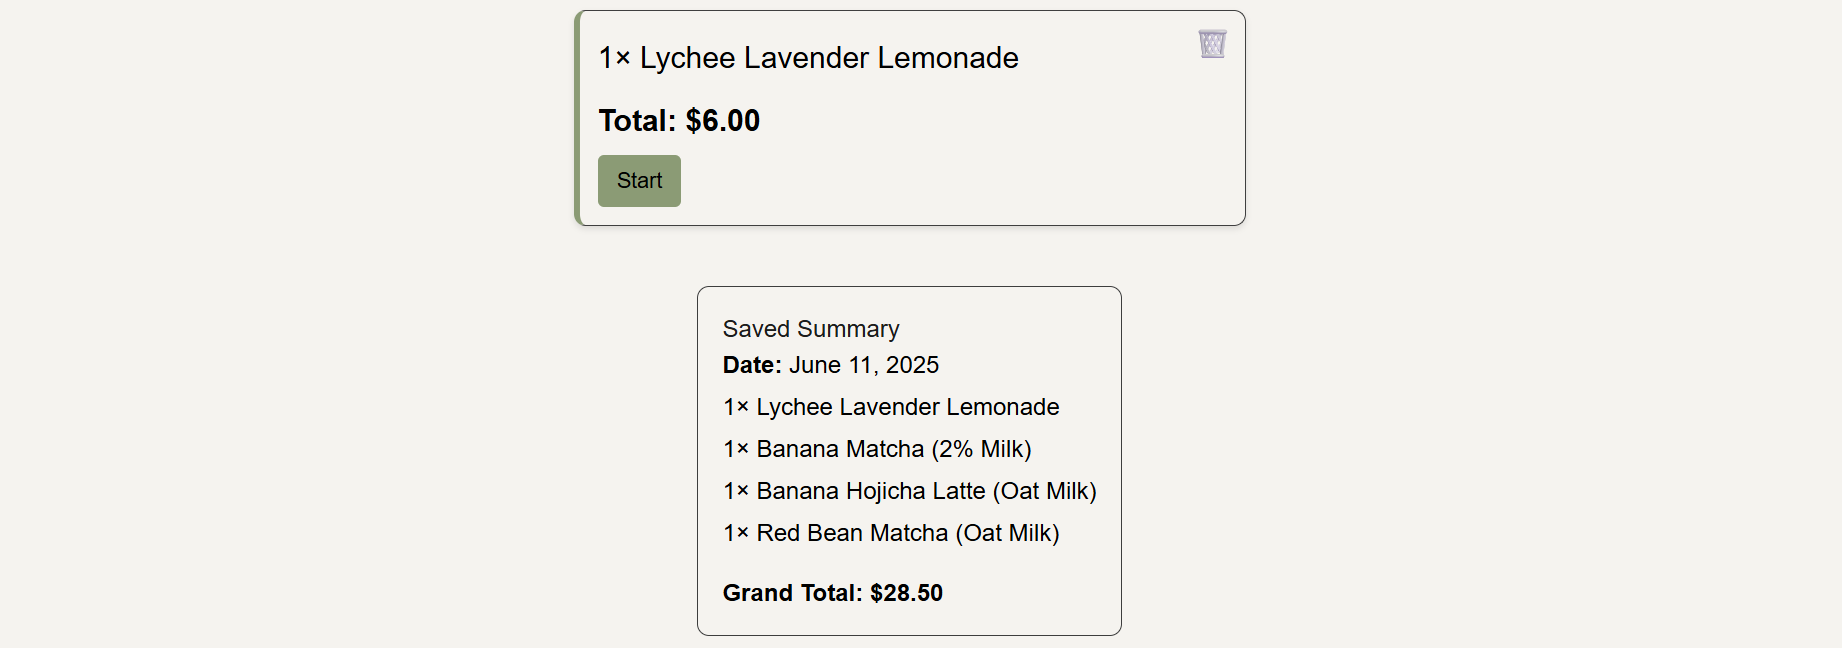 1× Lychee Lavender Lemonade
Total: $6.00
Start
Saved Summary
Date: June 11, 2025
1× Lychee Lavender Lemonade
1× Banana Matcha (2% Milk)
1× Banana Hojicha Latte (Oat Milk)
1× Red Bean Matcha (Oat Milk)
Grand Total: $28.50